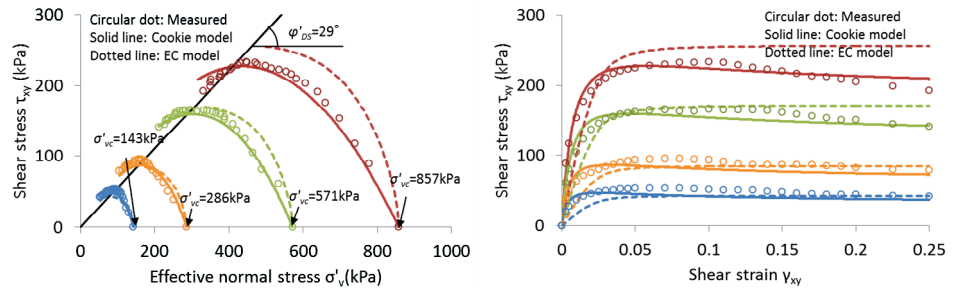 Circular dot: Measured
Solid line: Cookie model
Dotted line: EC model
φ'DS=29˚
σ'vc=143kPa
σ'vc=286kPa
σ'vc=571kPa
σ'vc=857kPa
Shear stress τxy (kPa)
300
200
100
0
0 200 400 600 800 1000
Effective normal stress σ'v(kPa)
Circular dot: Measured
Solid line: Cookie model
Dotted line: EC model
Shear stress τxy (kPa)
300
200
100
0
0 0.05 0.1 0.15 0.2 0.25
Shear strain γxy